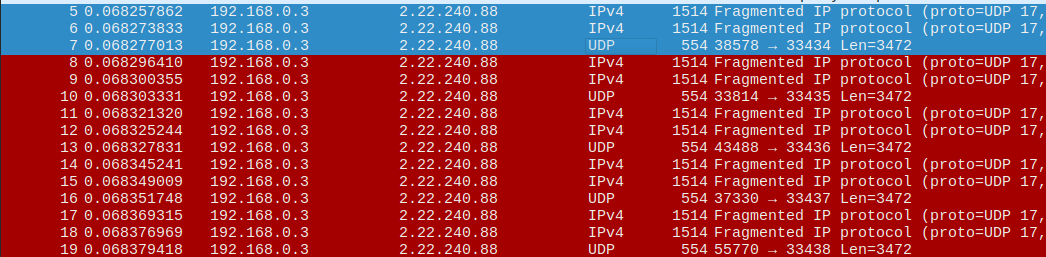 5 0.068257862 192.168.0.3 2.22.240.88 IPv4 1514 Fragmented IP protocol (proto=UDP 17,
6 0.068273833 192.168.0.3 2.22.240.88 IPv4 1514 Fragmented IP protocol (proto=UDP 17,
7 0.068277013 192.168.0.3 2.22.240.88 UDP 554 38578 → 33434 Len=3472
8 0.068296410 192.168.0.3 2.22.240.88 IPv4 1514 Fragmented IP protocol (proto=UDP 17,
9 0.068300355 192.168.0.3 2.22.240.88 IPv4 1514 Fragmented IP protocol (proto=UDP 17,
10 0.068303331 192.168.0.3 2.22.240.88 UDP 554 33814 → 33435 Len=3472
11 0.068321320 192.168.0.3 2.22.240.88 IPv4 1514 Fragmented IP protocol (proto=UDP 17,
12 0.068325244 192.168.0.3 2.22.240.88 IPv4 1514 Fragmented IP protocol (proto=UDP 17,
13 0.068327831 192.168.0.3 2.22.240.88 UDP 554 43488 → 33436 Len=3472
14 0.068345241 192.168.0.3 2.22.240.88 IPv4 1514 Fragmented IP protocol (proto=UDP 17,
15 0.068349009 192.168.0.3 2.22.240.88 IPv4 1514 Fragmented IP protocol (proto=UDP 17,
16 0.068351748 192.168.0.3 2.22.240.88 UDP 554 37330 → 33437 Len=3472
17 0.068369315 192.168.0.3 2.22.240.88 IPv4 1514 Fragmented IP protocol (proto=UDP 17,
18 0.068376969 192.168.0.3 2.22.240.88 IPv4 1514 Fragmented IP protocol (proto=UDP 17,
19 0.068379418 192.168.0.3 2.22.240.88 UDP 554 55770 → 33438 Len=3472